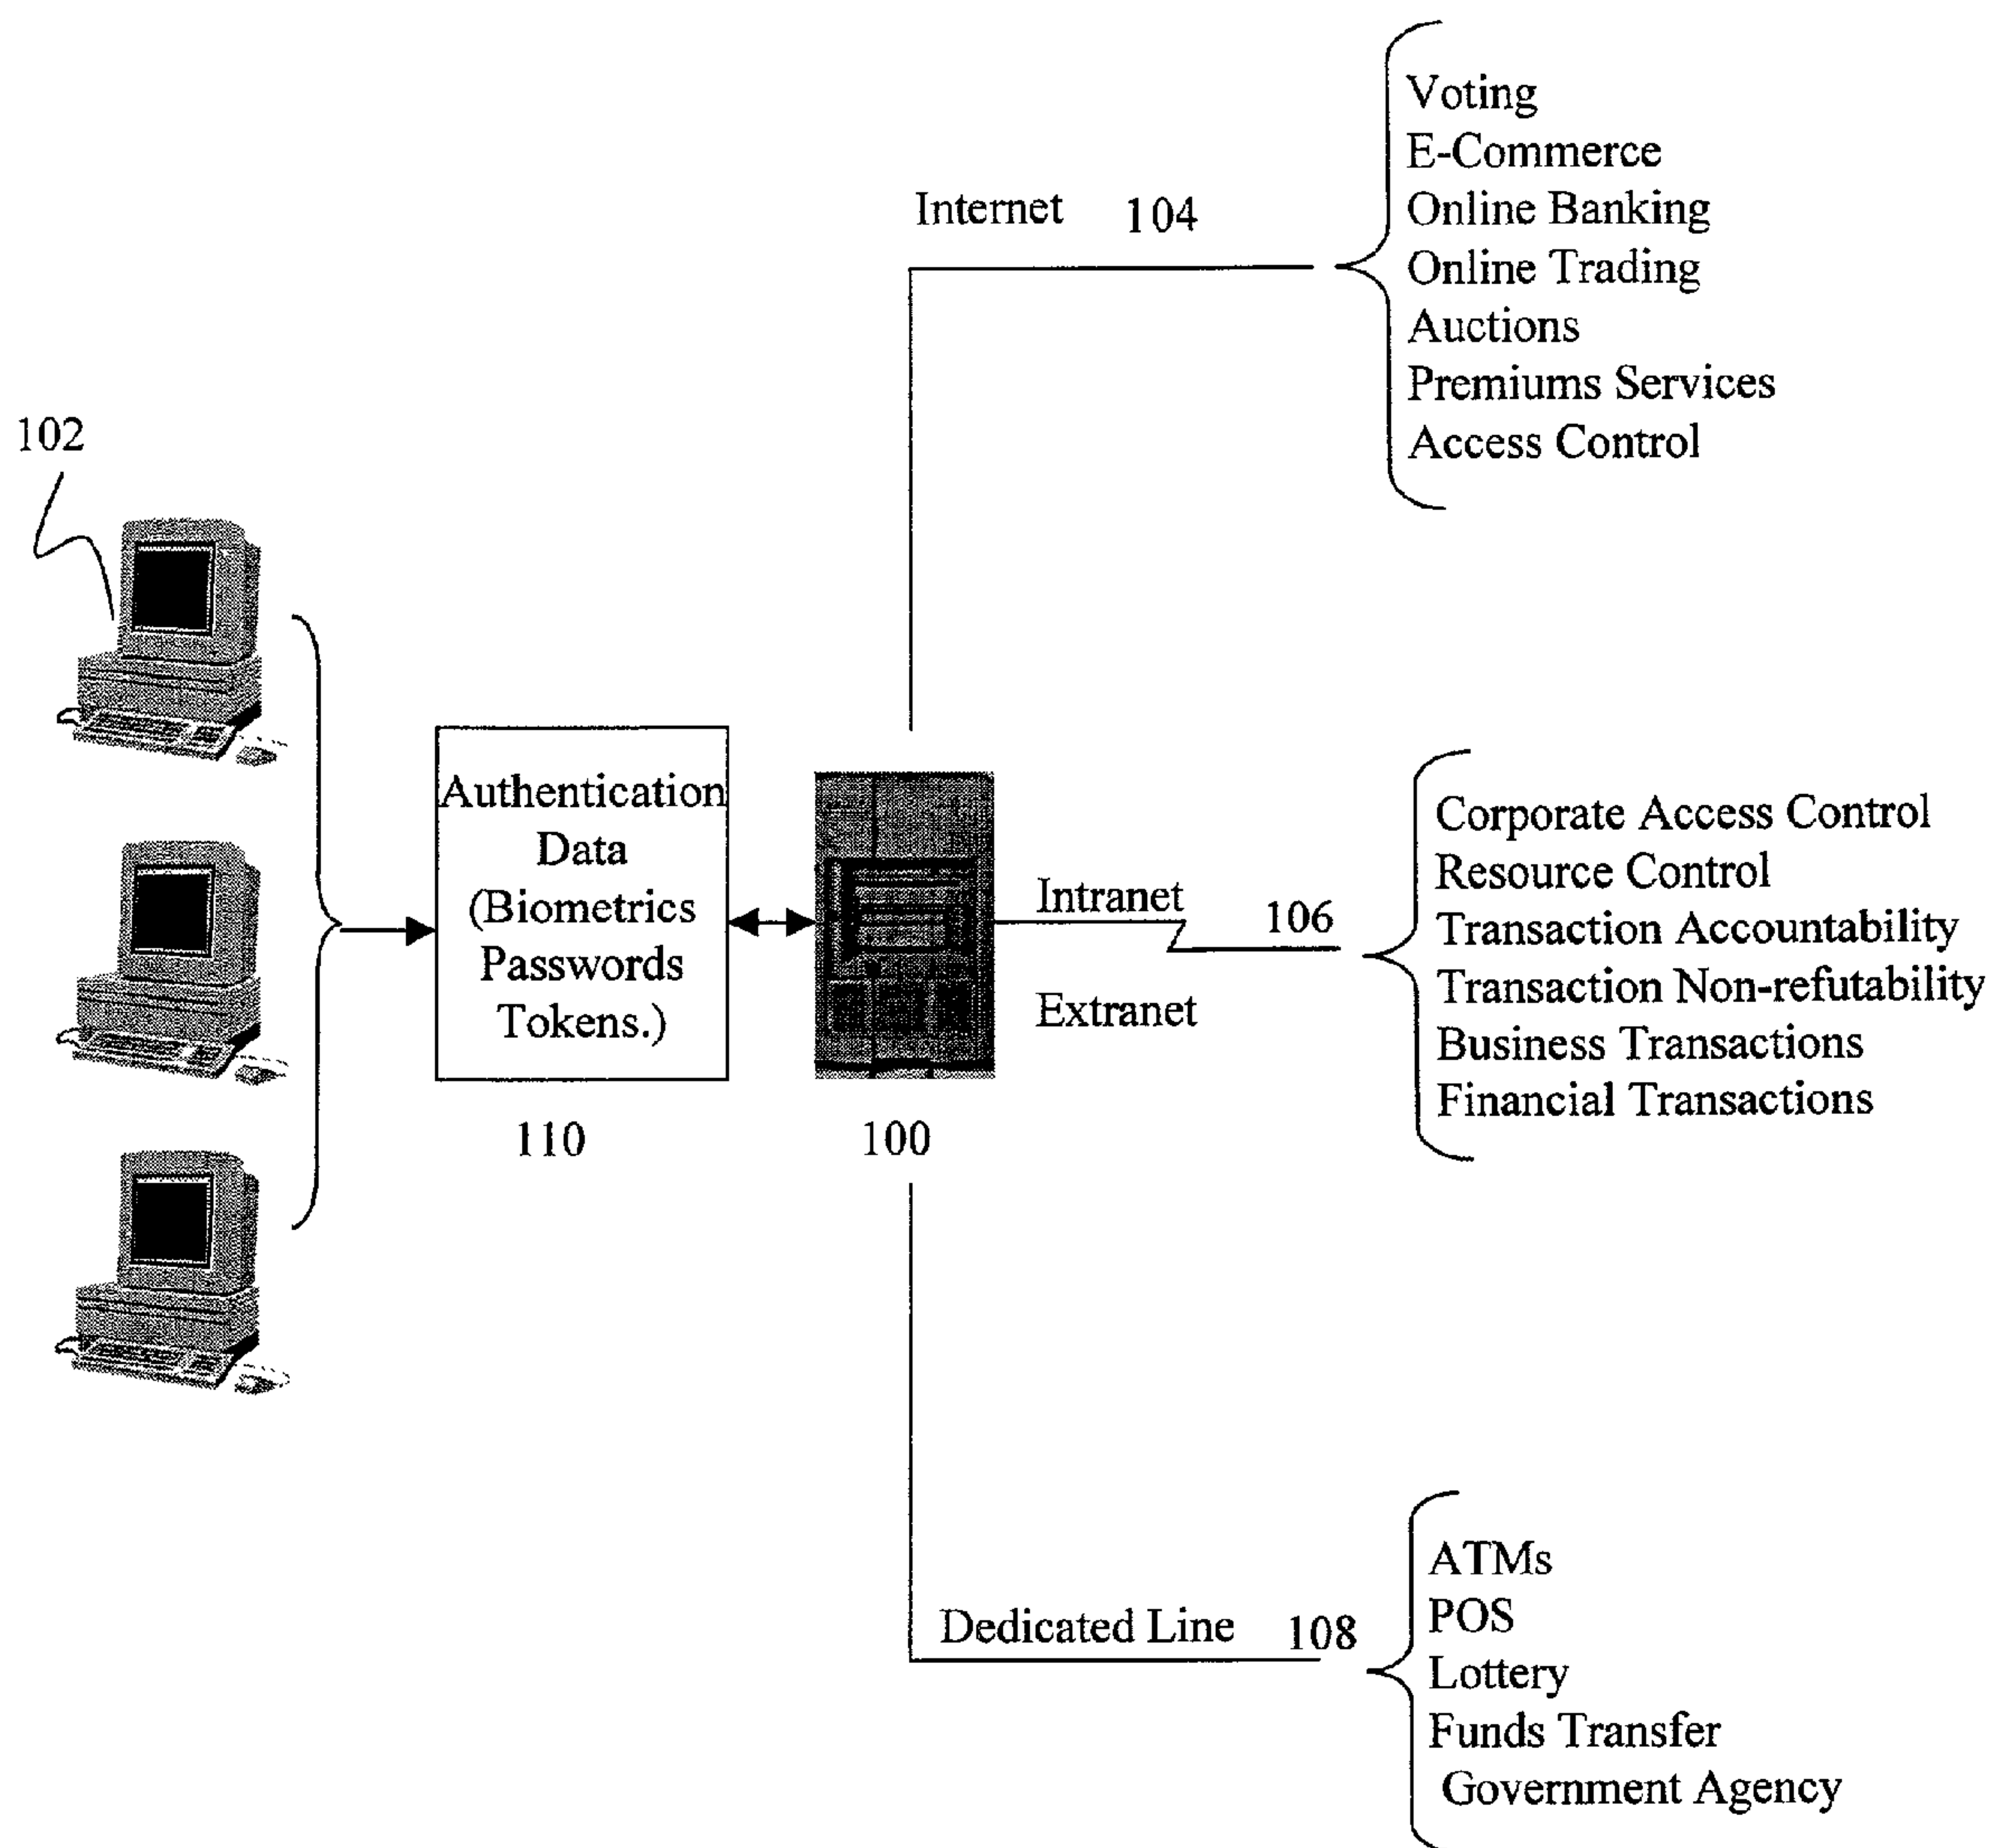 Voting
E-Commerce
Online Banking
Online Trading
Auctions
Premiums Services
Access Control
Internet 104
102
Authentication
Data
(Biometrics
Passwords
Tokens.)
110
100
Intranet
106
Extranet
Corporate Access Control
Resource Control
Transaction Accountability
Transaction Non-refutability
Business Transactions
Financial Transactions
Dedicated Line 108
ATMs
POS
Lottery
Funds Transfer
Government Agency